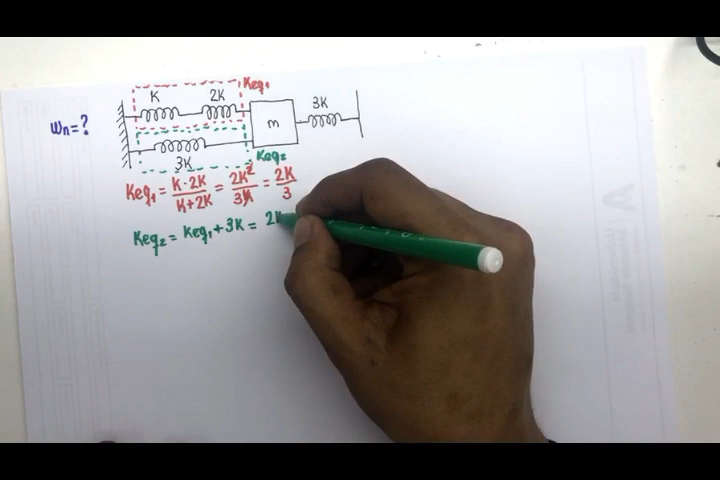 Keq₁
K 2K 3K
m
ωn = ?
Keq₂
3K
Keq₁ = K·2K / K+2K = 2K² / 3K = 2K / 3
Keq₂ = Keq₁ + 3K = 2K
A